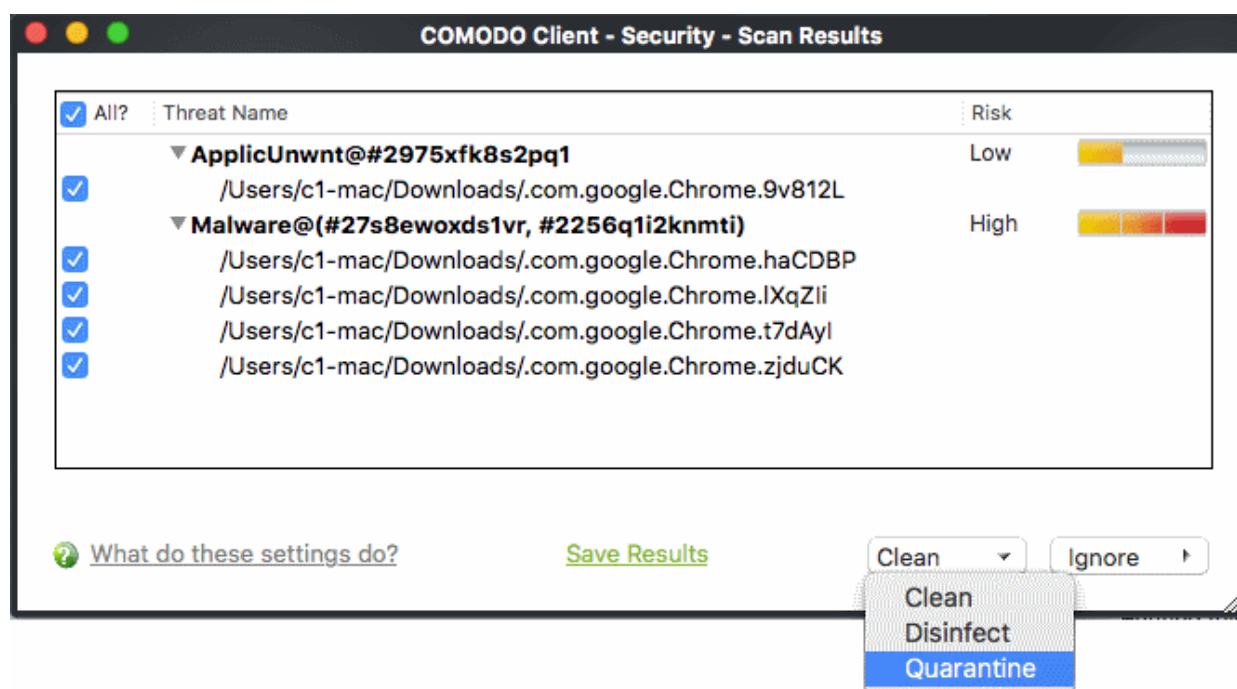 COMODO Client - Security - Scan Results
All? Threat Name Risk
ApplicUnwnt@#2975xfk8s2pq1 Low
/Users/c1-mac/Downloads/.com.google.Chrome.9v812L
Malware@(#27s8ewoxds1vr, #2256q1i2knmti) High
/Users/c1-mac/Downloads/.com.google.Chrome.haCDBP
/Users/c1-mac/Downloads/.com.google.Chrome.lXqZli
/Users/c1-mac/Downloads/.com.google.Chrome.t7dAyl
/Users/c1-mac/Downloads/.com.google.Chrome.zjduCK
What do these settings do? Save Results Clean Ignore
Clean
Disinfect
Quarantine